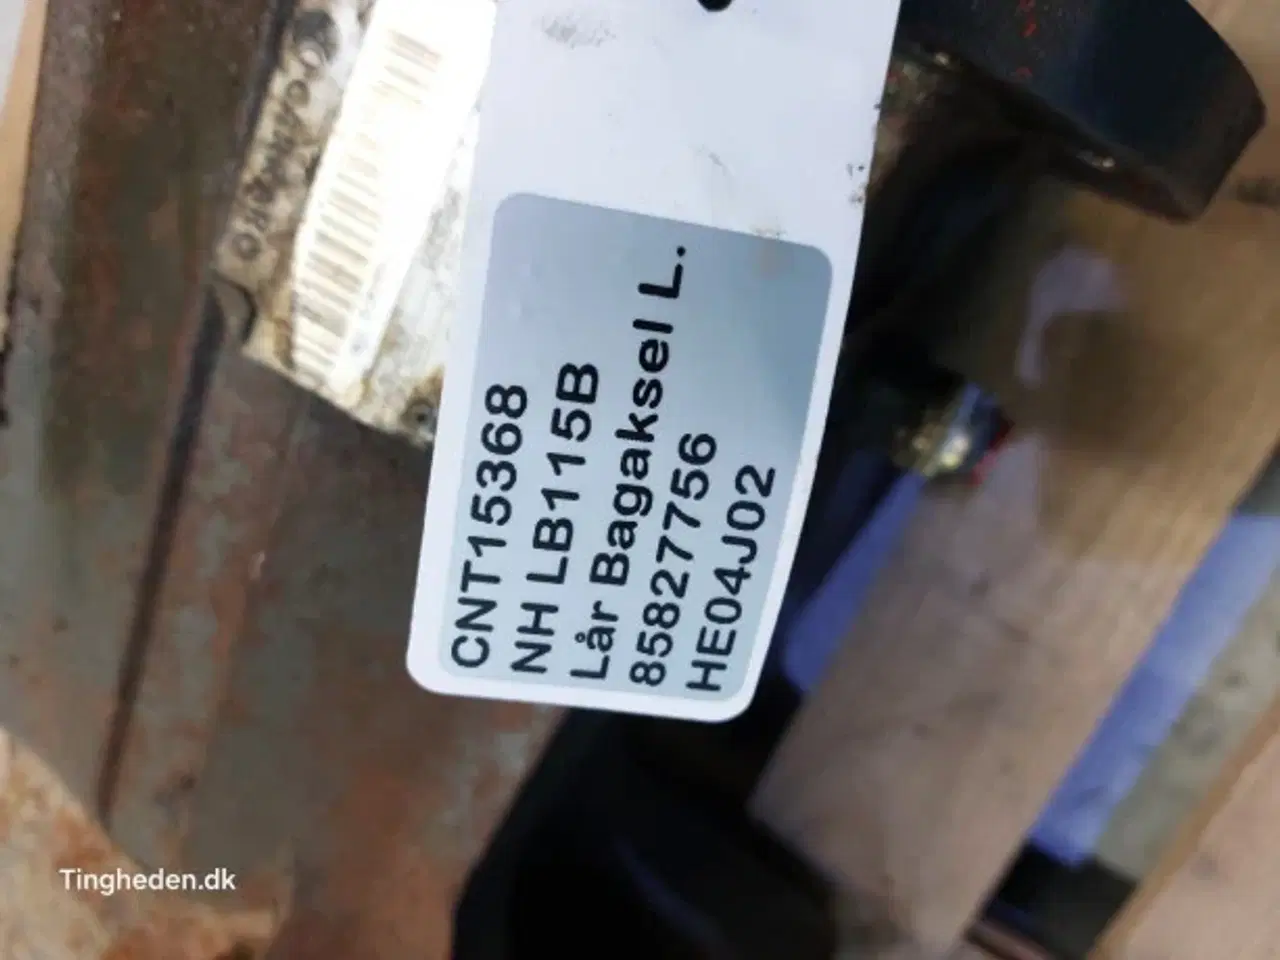 CNT15368
NH LB115B
Lår Bagaksel L.
85827756
HE04J02
Tingheden.dk